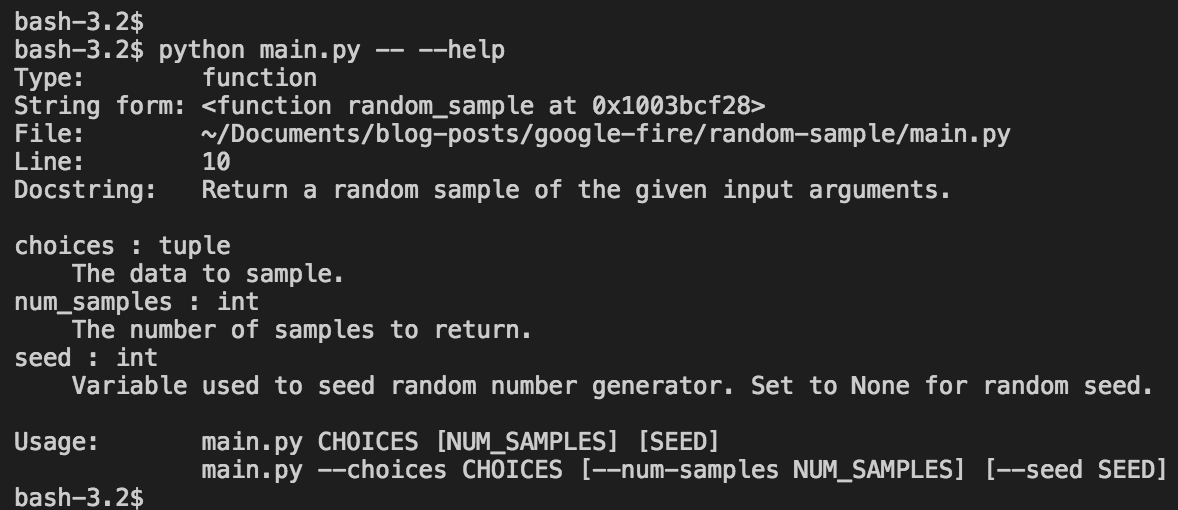 bash-3.2$
bash-3.2$ python main.py -- --help
Type:        function
String form: <function random_sample at 0x1003bcf28>
File:        ~/Documents/blog-posts/google-fire/random-sample/main.py
Line:        10
Docstring:   Return a random sample of the given input arguments.

choices : tuple
    The data to sample.
num_samples : int
    The number of samples to return.
seed : int
    Variable used to seed random number generator. Set to None for random seed.

Usage:       main.py CHOICES [NUM_SAMPLES] [SEED]
             main.py --choices CHOICES [--num-samples NUM_SAMPLES] [--seed SEED]
bash-3.2$